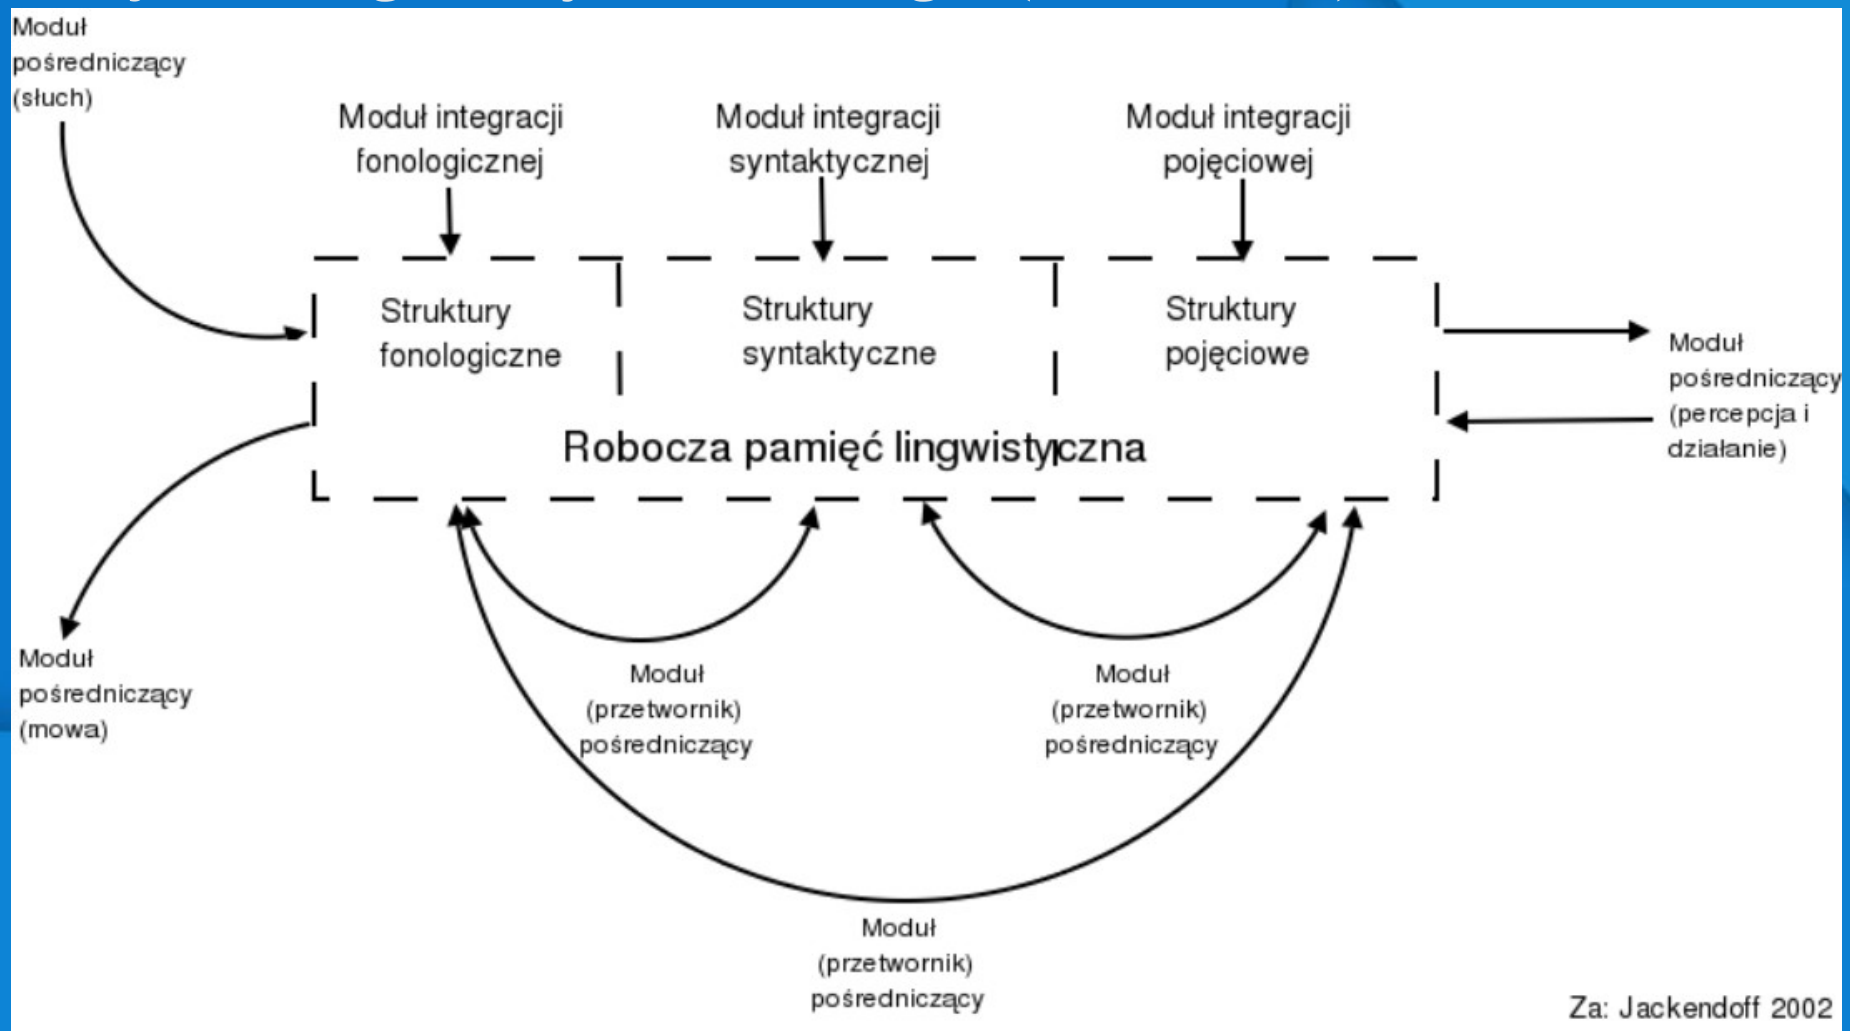 Moduł
pośredniczący
(słuch)
Moduł integracji
fonologicznej
Moduł integracji
syntaktycznej
Moduł integracji
pojęciowej
Struktury
fonologiczne
Struktury
syntaktyczne
Struktury
pojęciowe
Robocza pamięć lingwistyczna
Moduł
pośredniczący
(percepcja i
działanie)
Moduł
pośredniczący
(mowa)
Moduł
(przetwornik)
pośredniczący
Moduł
(przetwornik)
pośredniczący
Moduł
(przetwornik)
pośredniczący
Za: Jackendoff 2002